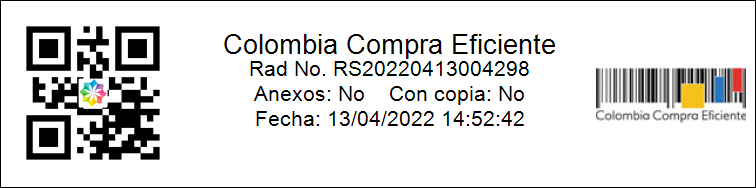 Colombia Compra Eficiente
Rad No. RS20220413004298
Anexos: No    Con copia: No
Fecha: 13/04/2022 14:52:42
Colombia Compra Eficiente